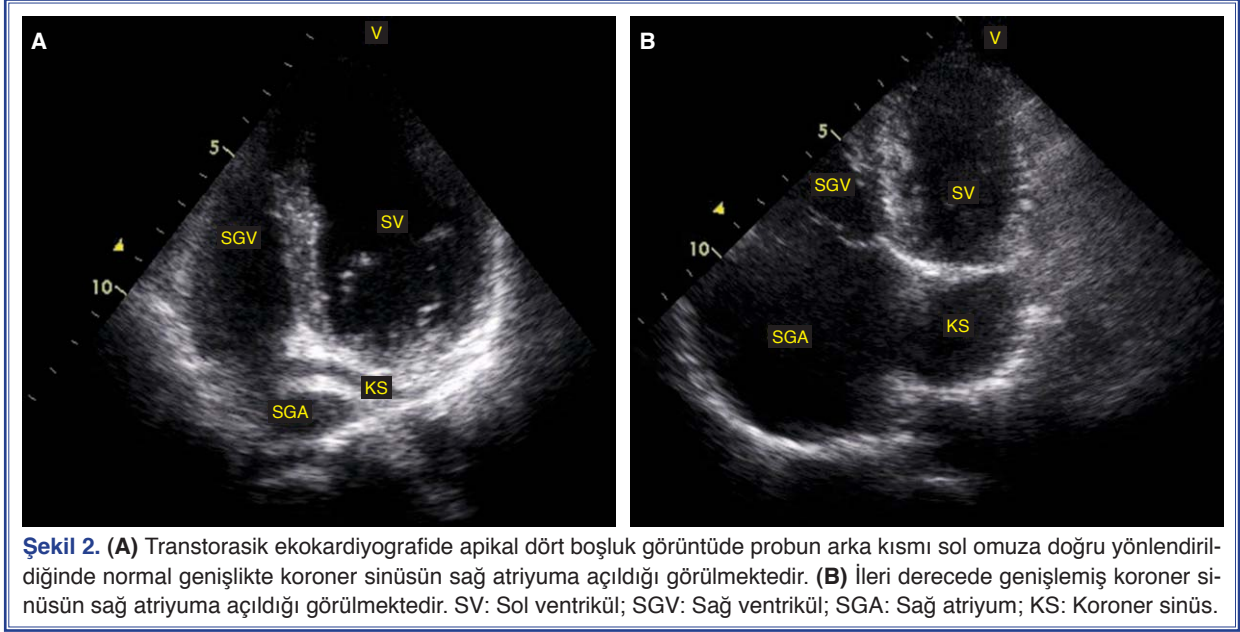 A
V
5
SGV
SV
10
KS
SGA
B
V
5
SGV
SV
10
KS
SGA
Şekil 2. (A) Transtorasik ekokardiyografide apikal dört boşluk görüntüde probun arka kısmı sol omuza doğru yönlendiril-
diğinde normal genişlikte koroner sinüsün sağ atriyuma açıldığı görülmektedir. (B) İleri derecede genişlemiş koroner si-
nüsün sağ atriyuma açıldığı görülmektedir. SV: Sol ventrikül; SGV: Sağ ventrikül; SGA: Sağ atriyum; KS: Koroner sinüs.